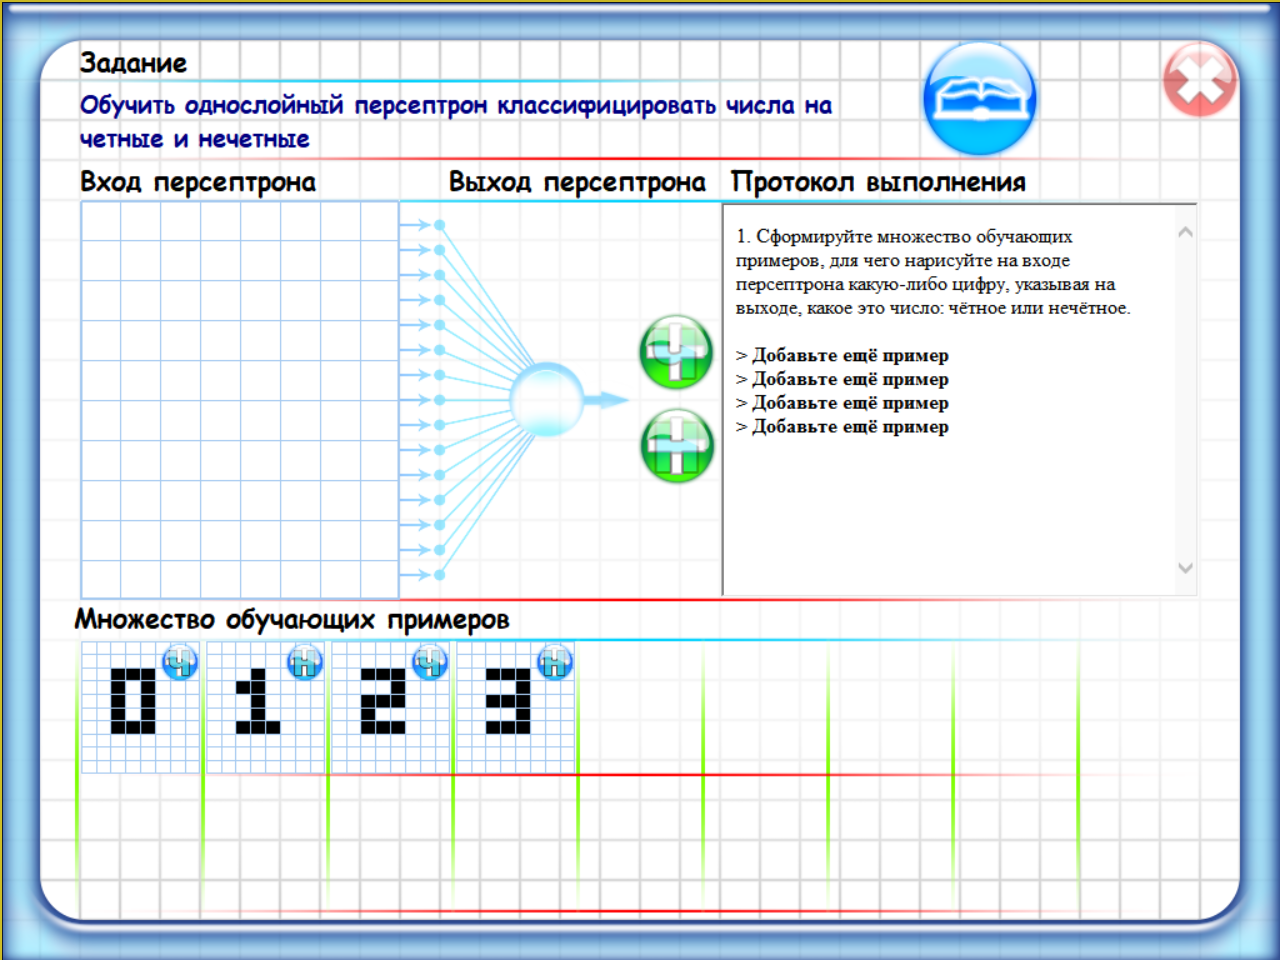 Задание
Обучить однослойный персептрон классифицировать числа на
четные и нечетные
Вход персептрона
Выход персептрона
Протокол выполнения
1. Сформируйте множество обучающих
примеров, для чего нарисуйте на входе
персептрона какую-либо цифру, указывая на
выходе, какое это число: чётное или нечётное.
> Добавьте ещё пример
> Добавьте ещё пример
> Добавьте ещё пример
> Добавьте ещё пример
Ч
Н
Множество обучающих примеров
Ч Н Ч Н
0 1 2 3